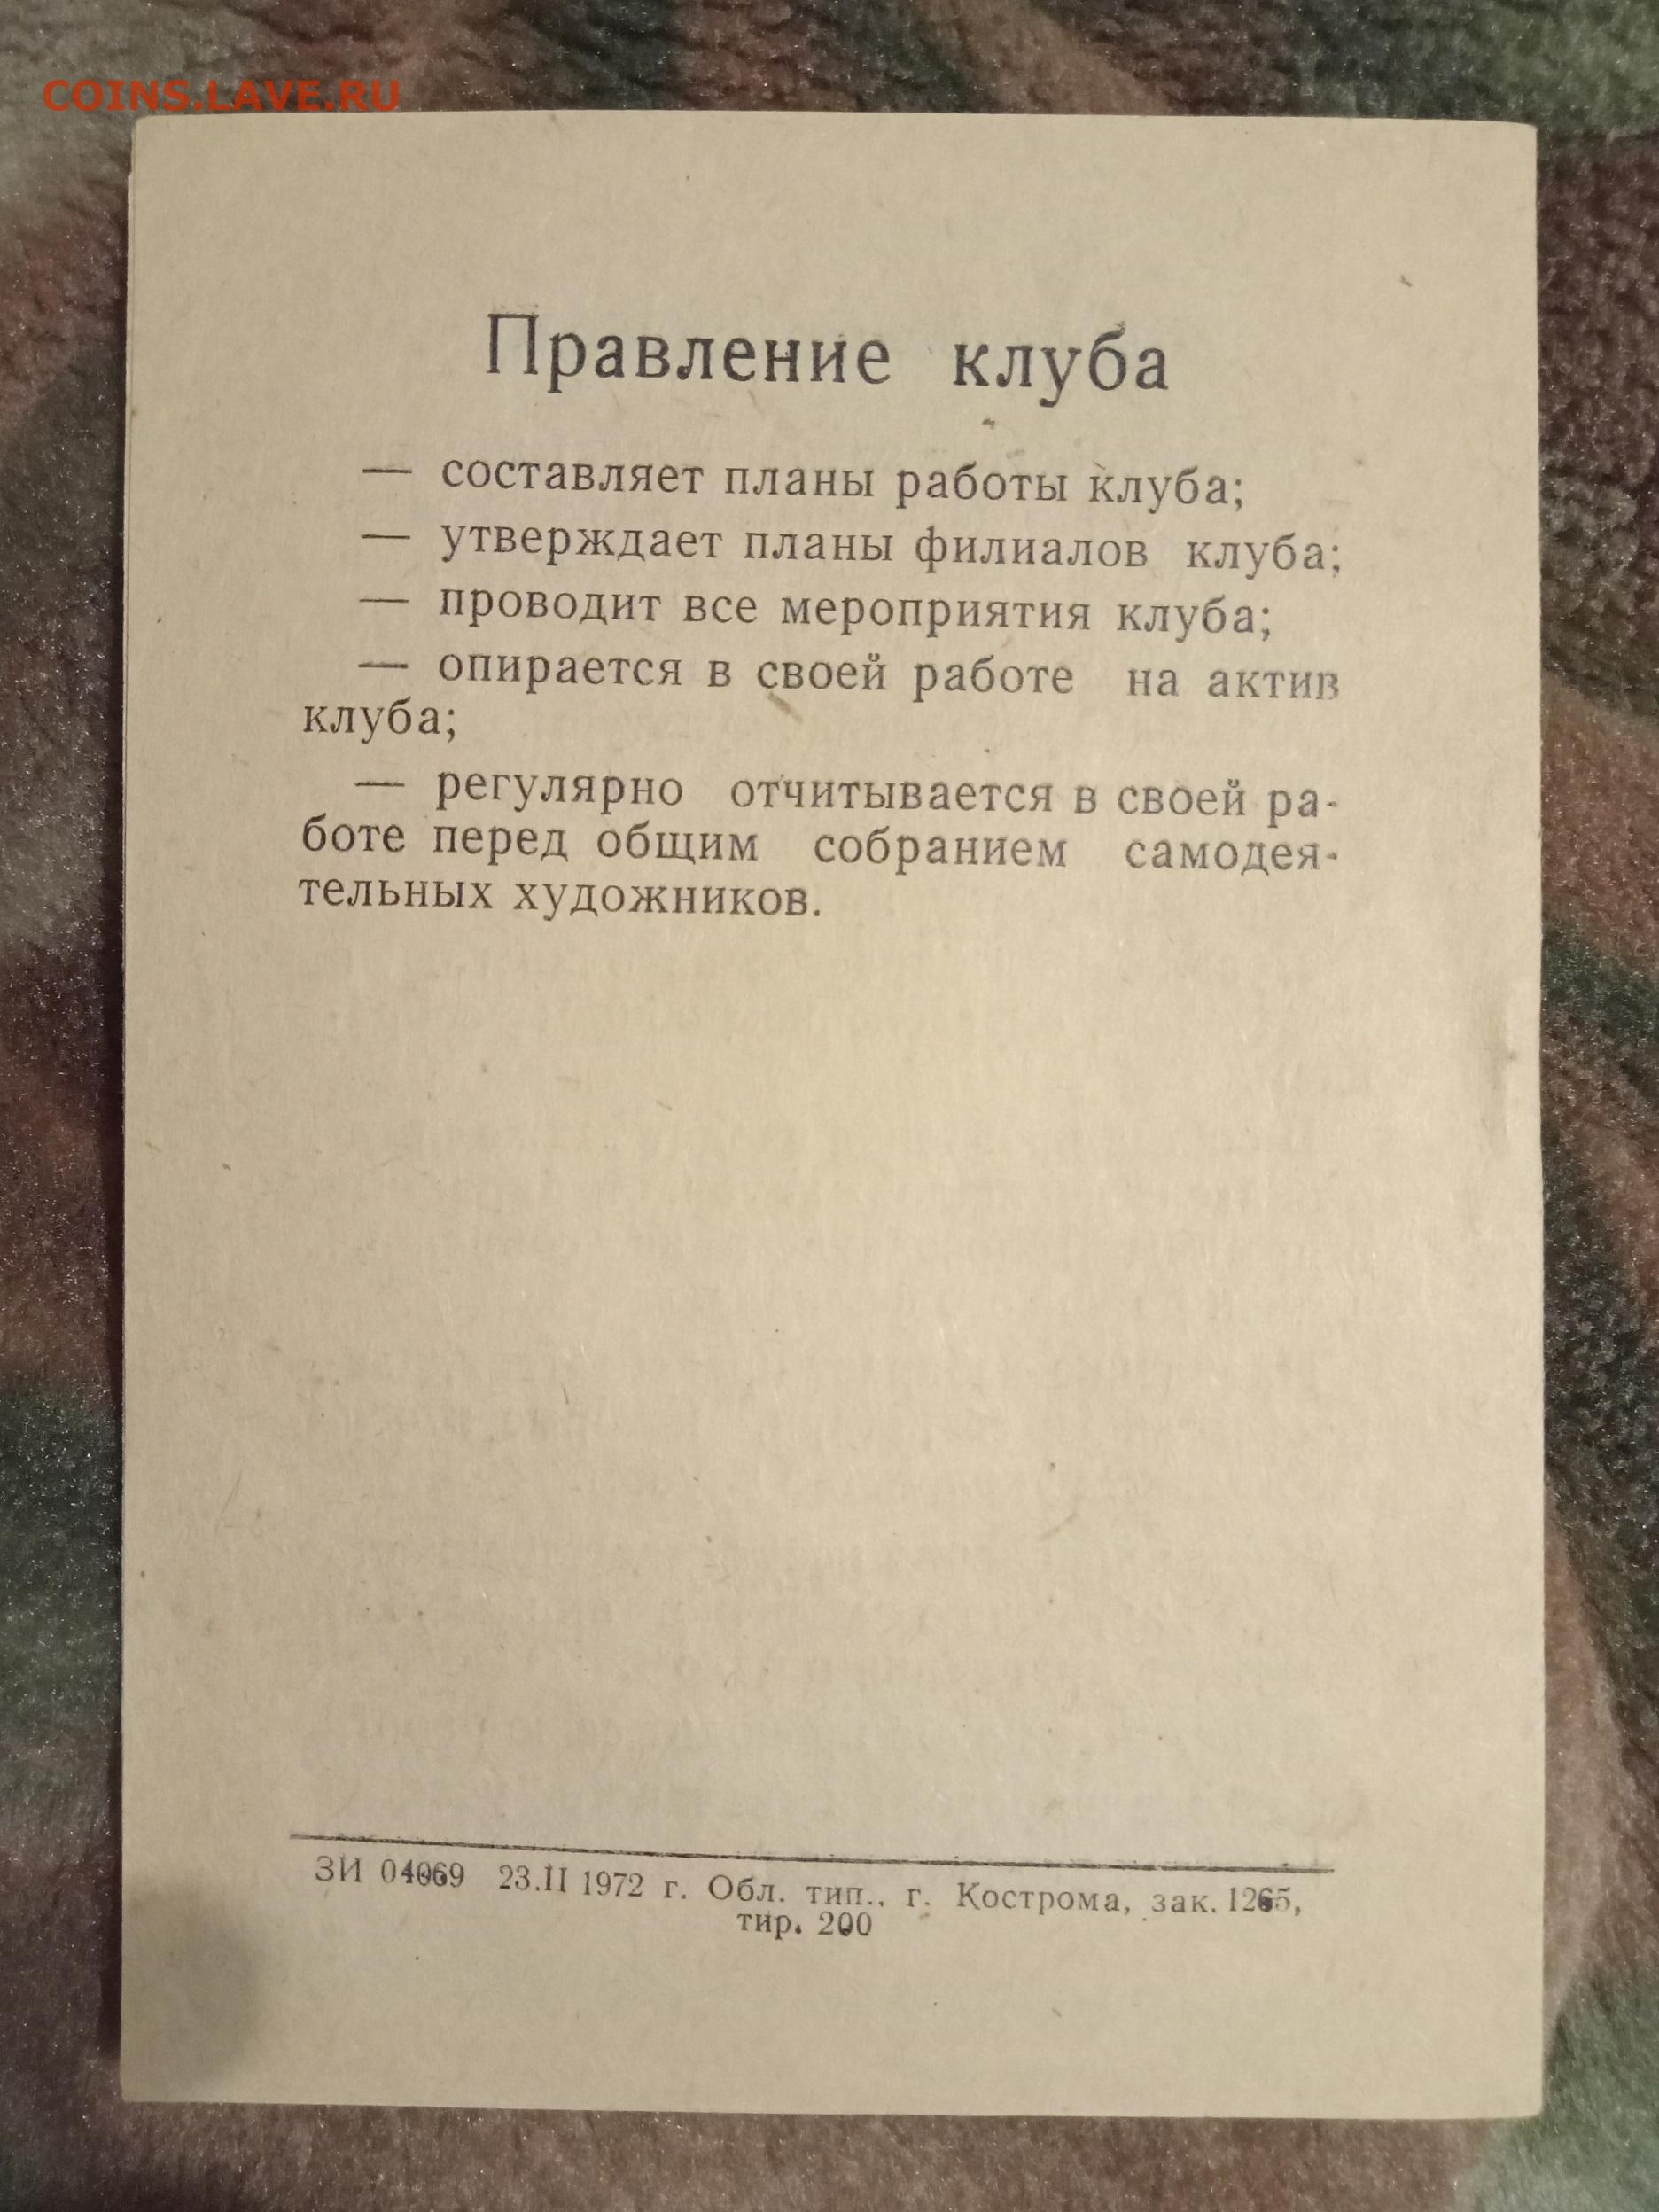 COINS.LAVE.RU
Правление клуба
— составляет планы работы клуба;
— утверждает планы филиалов клуба;
— проводит все мероприятия клуба;
— опирается в своей работе на актив
клуба;
— регулярно отчитывается в своей ра-
боте перед общим собранием самодея-
тельных художников.
ЗИ 04069 23.II 1972 г. Обл. тип., г. Кострома, зак. 1265,
тир. 200